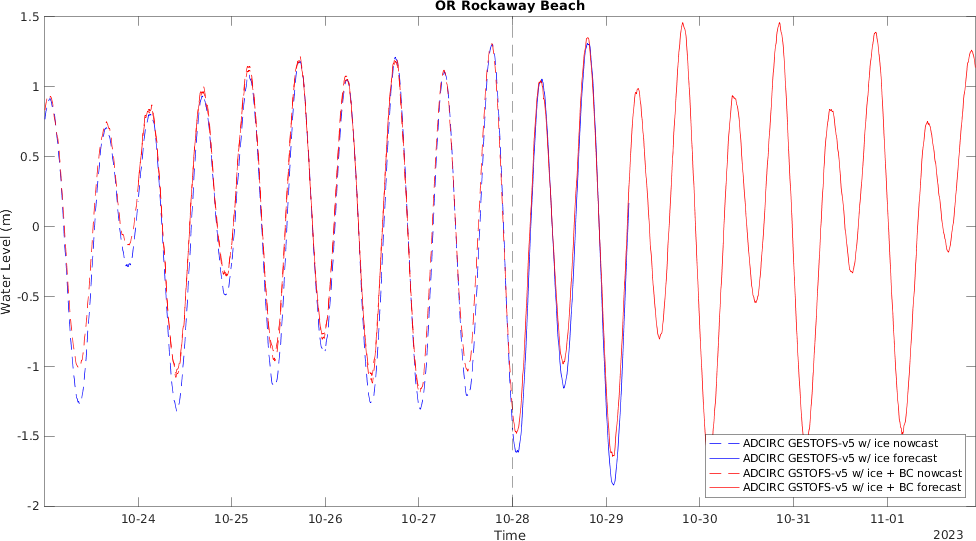 OR Rockaway Beach
1.5
1
0.5
0
-0.5
-1
-1.5
-2
Water Level (m)
10-24 10-25 10-26 10-27 10-28 10-29 10-30 10-31 11-01
Time
2023
ADCIRC GESTOFS-v5 w/ ice nowcast
ADCIRC GESTOFS-v5 w/ ice forecast
ADCIRC GSTOFS-v5 w/ ice + BC nowcast
ADCIRC GSTOFS-v5 w/ ice + BC forecast